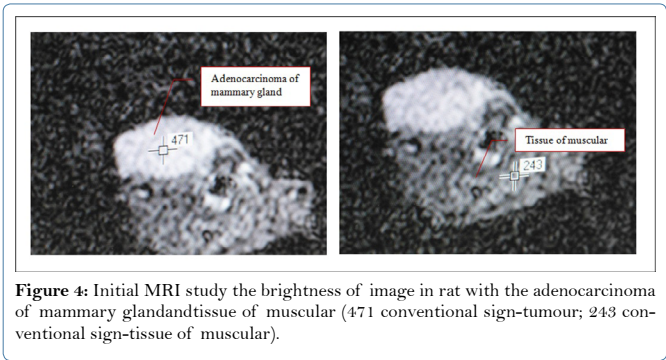 Adenocarcinoma of
mammary gland
471
Tissue of muscular
243
Figure 4: Initial MRI study the brightness of image in rat with the adenocarcinoma
of mammary glandandtissue of muscular (471 conventional sign-tumour; 243 con-
ventional sign-tissue of muscular).